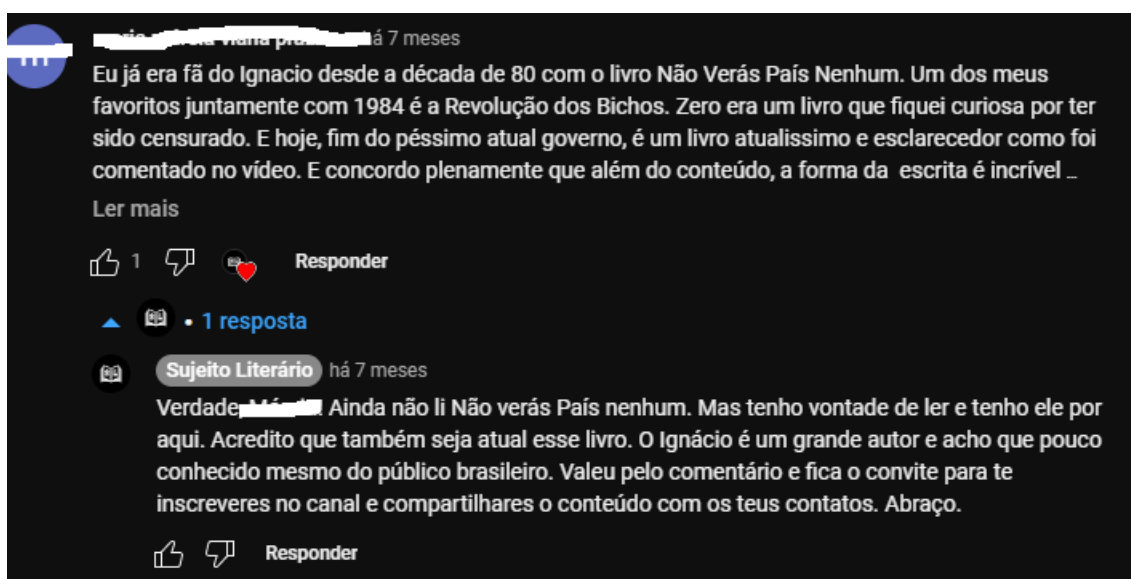 há 7 meses
Eu já era fã do Ignacio desde a década de 80 com o livro Não Verás País Nenhum. Um dos meus
favoritos juntamente com 1984 é a Revolução dos Bichos. Zero era um livro que fiquei curiosa por ter
sido censurado. E hoje, fim do péssimo atual governo, é um livro atualissimo e esclarecedor como foi
comentado no vídeo. E concordo plenamente que além do conteúdo, a forma da escrita é incrível ...
Ler mais
1 Responder
• 1 resposta
Sujeito Literário há 7 meses
Verdade, Ainda não li Não verás País nenhum. Mas tenho vontade de ler e tenho ele por
aqui. Acredito que também seja atual esse livro. O Ignácio é um grande autor e acho que pouco
conhecido mesmo do público brasileiro. Valeu pelo comentário e fica o convite para te
inscreveres no canal e compartilhares o conteúdo com os teus contatos. Abraço.
Responder